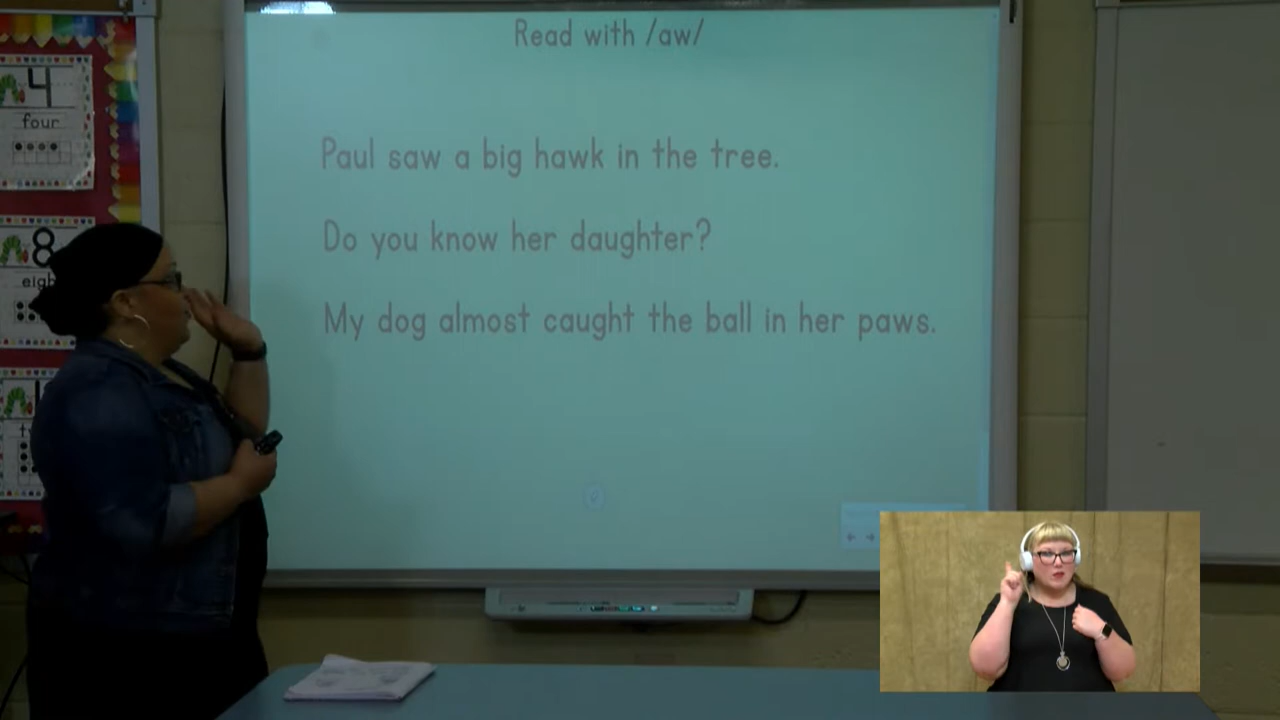 Read with /aw/
Paul saw a big hawk in the tree.
Do you know her daughter?
My dog almost caught the ball in her paws.
4
four
8